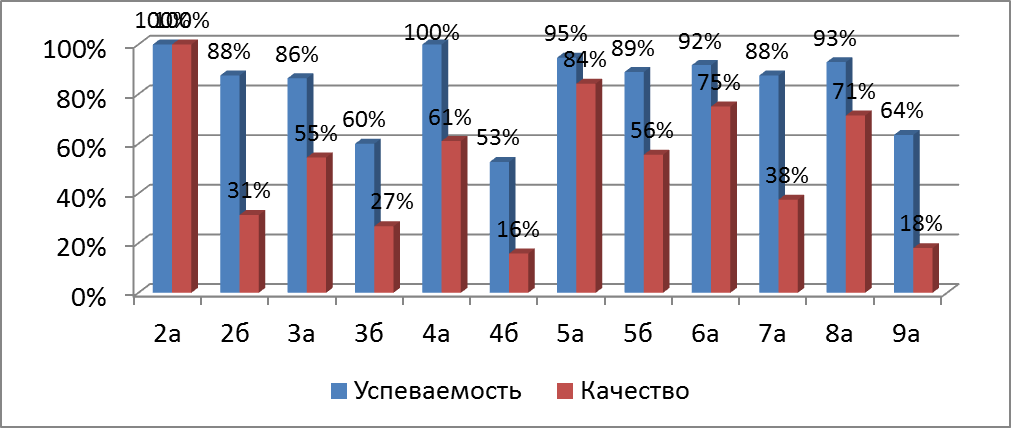 100% 100%
100% 88% 86% 60% 100% 53% 95% 89% 92% 88% 93% 64%
80% 31% 55% 27% 61% 16% 84% 56% 75% 38% 71% 18%
60%
40%
20%
0%
2а 2б 3а 3б 4а 4б 5а 5б 6а 7а 8а 9а
Успеваемость Качество